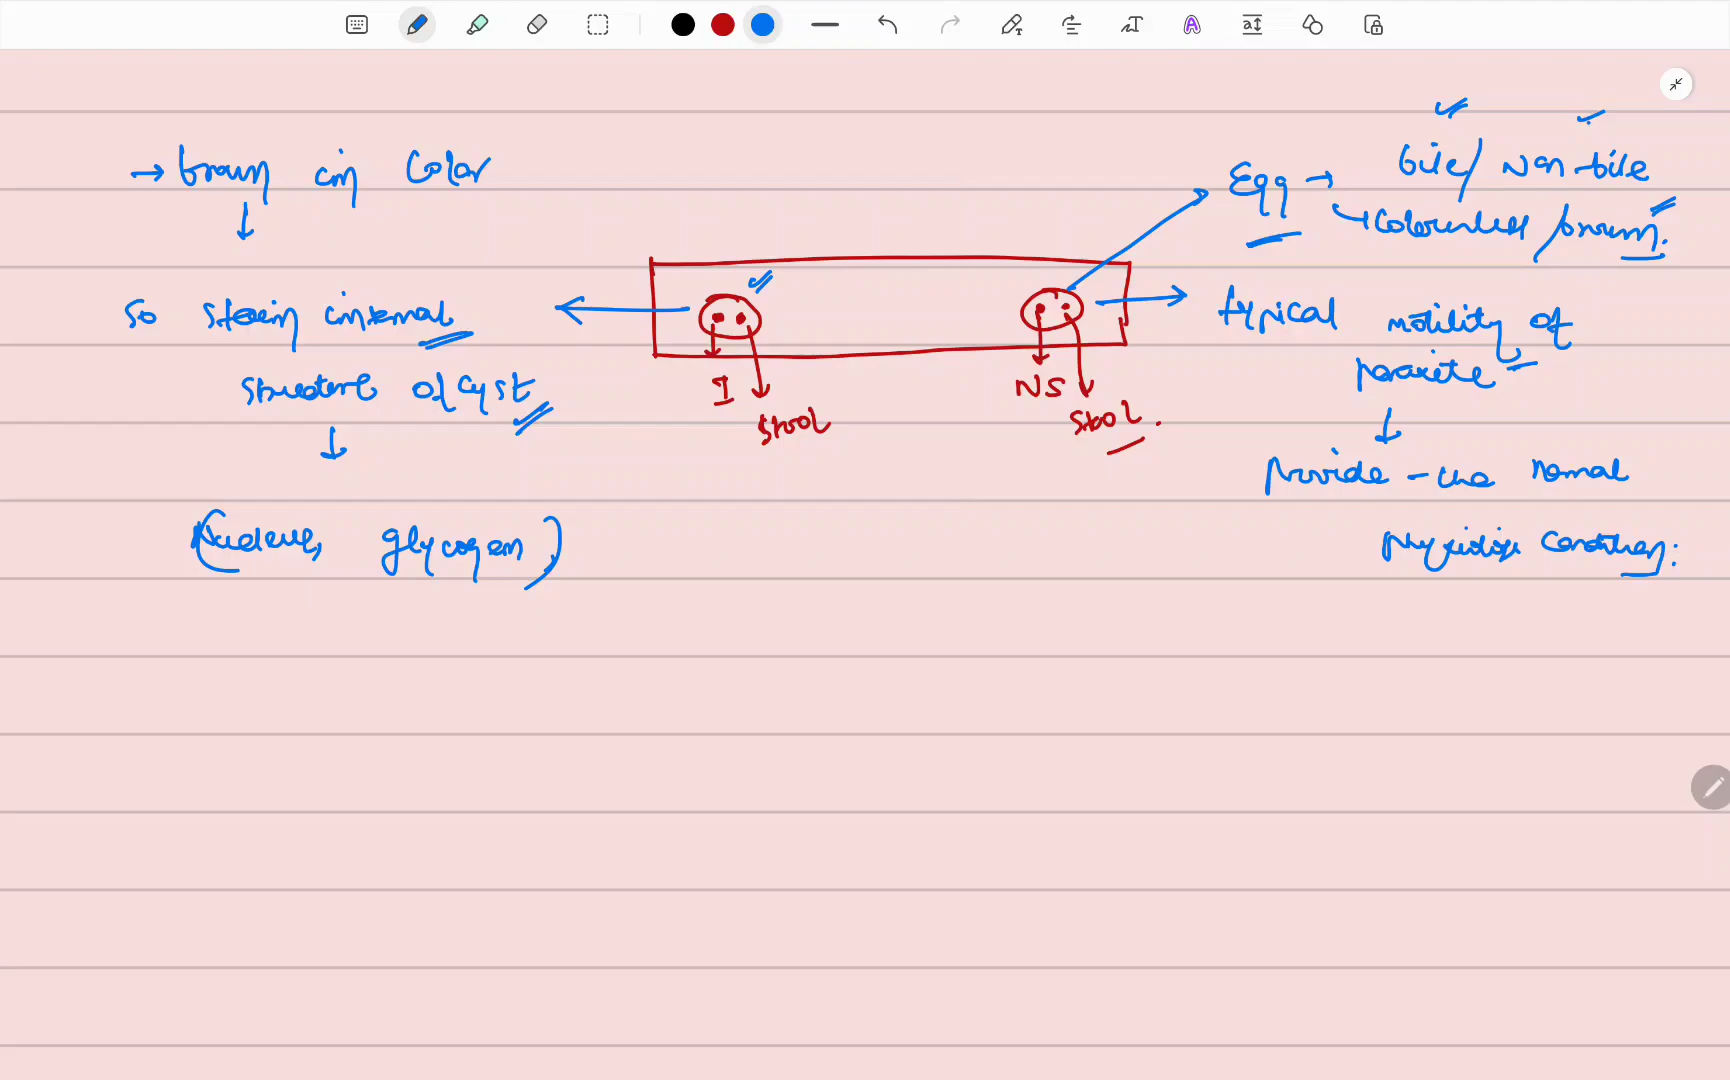 → brown in Color
↓
So stain internal
structure of cyst
↓
(Nucleus, glycogen)
I
Stool
NS
Stool.
Egg → bile / Non-bile
Colourless / brown.
typical motility of
parasite
↓
Provide the normal
condition.